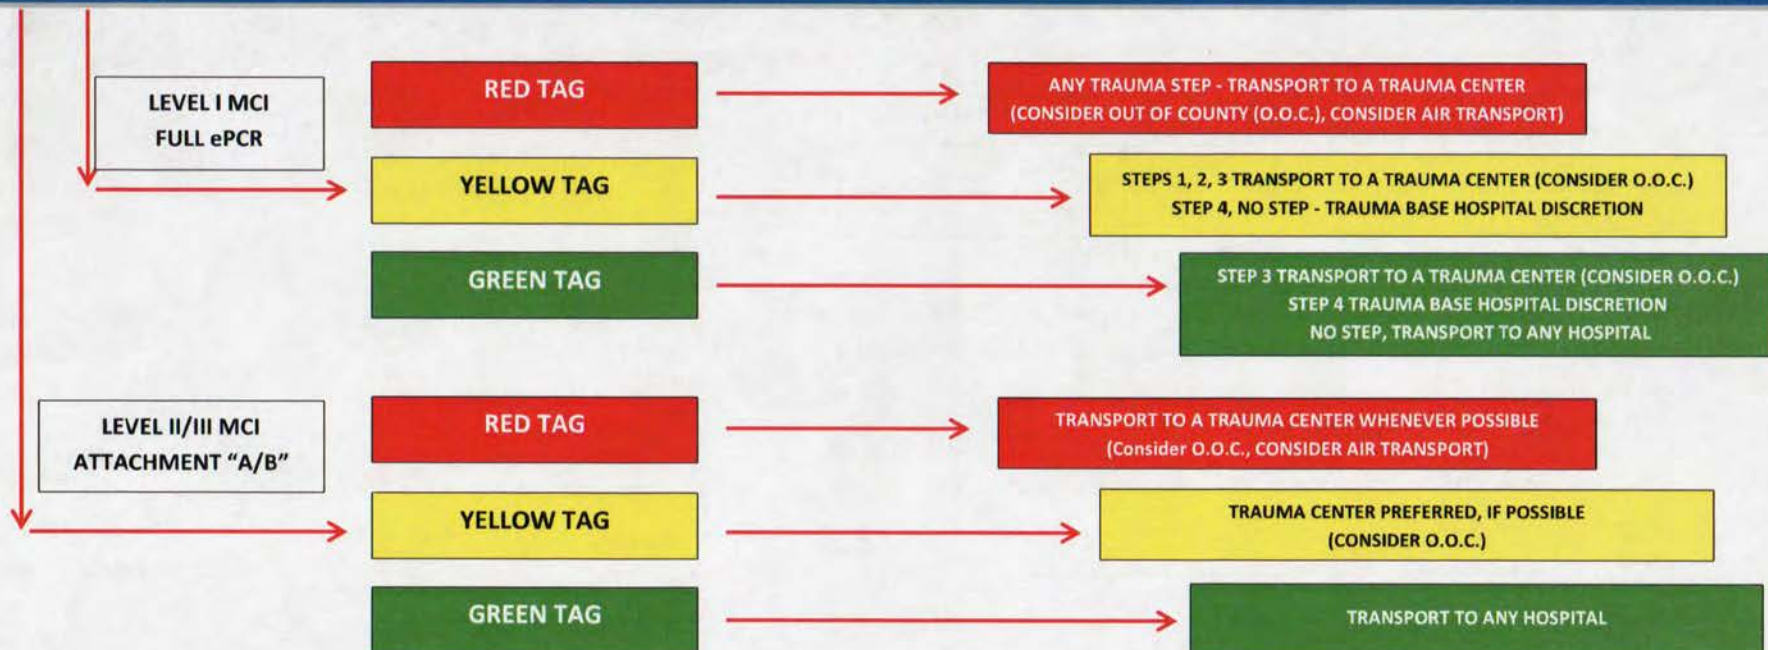 LEVEL I MCI
FULL ePCR
RED TAG
ANY TRAUMA STEP - TRANSPORT TO A TRAUMA CENTER
(CONSIDER OUT OF COUNTY (O.O.C.), CONSIDER AIR TRANSPORT)
YELLOW TAG
STEPS 1, 2, 3 TRANSPORT TO A TRAUMA CENTER (CONSIDER O.O.C.)
STEP 4, NO STEP - TRAUMA BASE HOSPITAL DISCRETION
GREEN TAG
STEP 3 TRANSPORT TO A TRAUMA CENTER (CONSIDER O.O.C.)
STEP 4 TRAUMA BASE HOSPITAL DISCRETION
NO STEP, TRANSPORT TO ANY HOSPITAL
LEVEL II/III MCI
ATTACHMENT “A/B”
RED TAG
TRANSPORT TO A TRAUMA CENTER WHENEVER POSSIBLE
(Consider O.O.C., CONSIDER AIR TRANSPORT)
YELLOW TAG
TRAUMA CENTER PREFERRED, IF POSSIBLE
(CONSIDER O.O.C.)
GREEN TAG
TRANSPORT TO ANY HOSPITAL